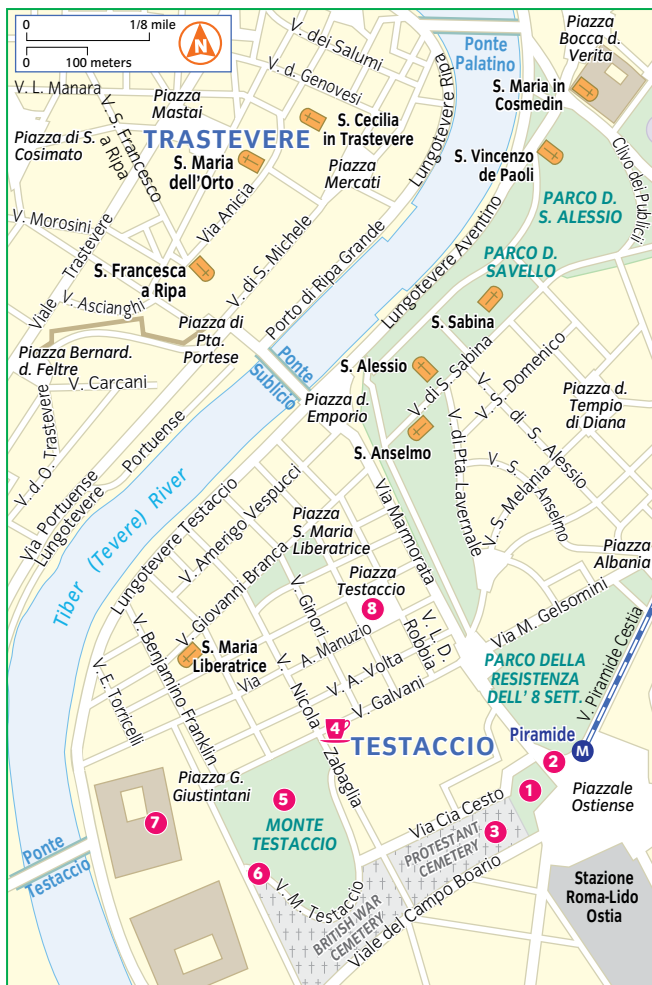 0
1/8 mile
0
100 meters
N
V. dei Salumi
V. d. Genovesi
Ponte
Palatino
Piazza
Bocca d.
Verita
V. L. Manara
Piazza
Mastai
S. Cecilia
in Trastevere
S. Maria in
Cosmedin
Piazza di S.
Cosimato
V. S. Francesco
a Ripa
TRASTEVERE
S. Maria
dell'Orto
Piazza
Mercati
Lungotevere Ripa
S. Vincenzo
de Paoli
Clivo dei Publicii
PARCO D.
S. ALESSIO
V. Morosini
Viale Trastevere
Via Anicia
V. di S. Michele
Porto di Ripa Grande
Lungotevere Aventino
PARCO D.
SAVELLO
S. Francesca
a Ripa
V. Ascianghi
Piazza di
Pta.
Portese
S. Sabina
Piazza Bernard.
d. Feltre
Ponte
Sublicio
S. Alessio
V. di S. Sabina
V. S. Domenico
V. Carcani
Piazza d.
Emporio
Piazza d.
Tempio
di Diana
V. d. O. Trastevere
S. Anselmo
V. di S. Alessio
V. di Pta. Lavernale
V. S. Anselmo
V. S. Melania
Via Portuense
Lungotevere Portuense
Tiber (Tevere) River
Lungotevere Testaccio
V. Amerigo Vespucci
Piazza
S. Maria
Liberatrice
Via Marmorata
Piazza
Albania
V. Giovanni Branca
V. Ginori
Piazza
Testaccio
8
V. L. D.
Robbia
Via M. Gelsomini
V. Piramide Cestia
S. Maria
Liberatrice
Via A. Manuzio
V. A. Volta
V. Galvani
PARCO DELLA
RESISTENZA
DELL' 8 SETT.
V. Benjamino Franklin
V. E. Torricelli
V. Nicola Zabaglia
4
TESTACCIO
Piramide
M
2
1
Piazzale
Ostiense
Piazza G.
Giustintani
5
MONTE
TESTACCIO
7
Via Cia Cesto
3
PROTESTANT
CEMETERY
6
V. M. Testaccio
BRITISH WAR
CEMETERY
Viale del Campo Boario
Ponte
Testaccio
Stazione
Roma-Lido
Ostia